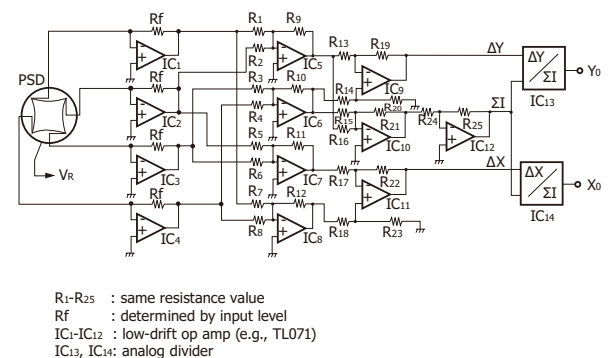 Rf R1 R9
IC1 R2 IC5 R13 R19 ΔY
PSD Rf R3 R10 IC9 ΔY Y0
R14 ΣI
IC2 R4 IC6 R15 R20 R24 ΣI IC13
Rf R5 R11 R16 R21 R25
IC10 IC12
VR IC3 R6 IC7 R17 R22 ΔX ΔX X0
Rf R7 R12 IC11 ΣI
IC4 R8 IC8 R18 R23 IC14
R1-R25 : same resistance value
Rf : determined by input level
IC1-IC12 : low-drift op amp (e.g., TL071)
IC13, IC14: analog divider